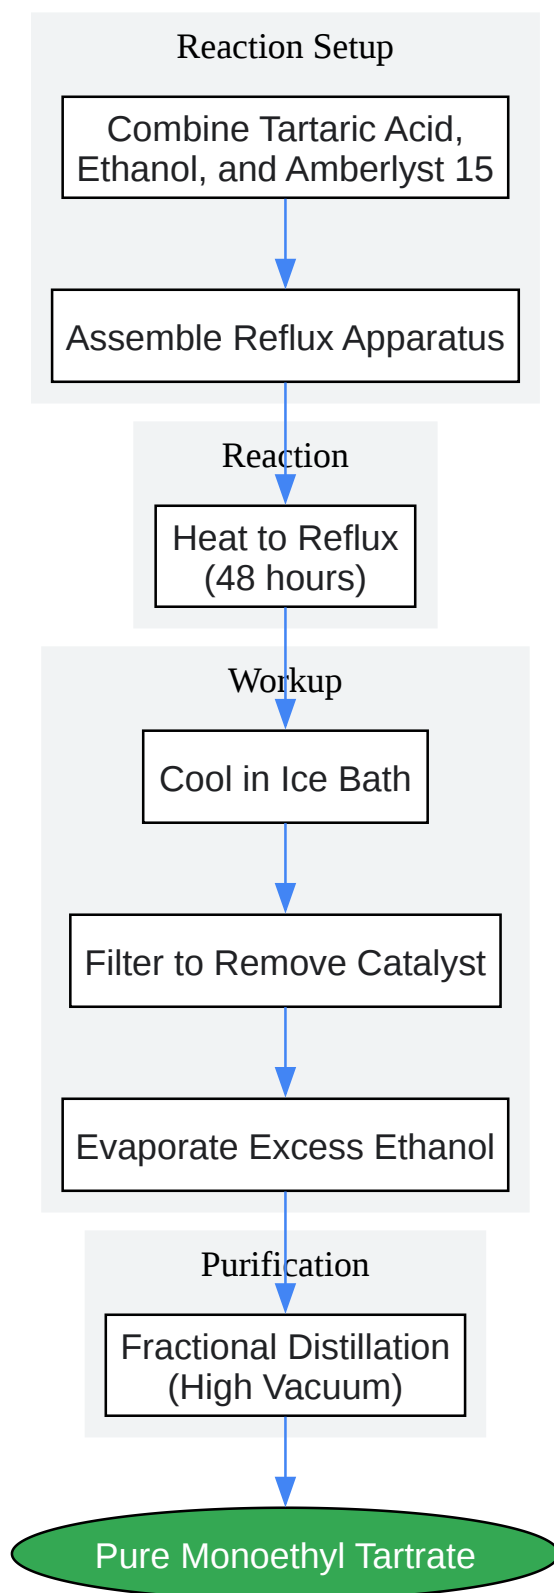 Reaction Setup
Combine Tartaric Acid,
Ethanol, and Amberlyst 15
Assemble Reflux Apparatus
Reaction
Heat to Reflux
(48 hours)
Workup
Cool in Ice Bath
Filter to Remove Catalyst
Evaporate Excess Ethanol
Purification
Fractional Distillation
(High Vacuum)
Pure Monoethyl Tartrate